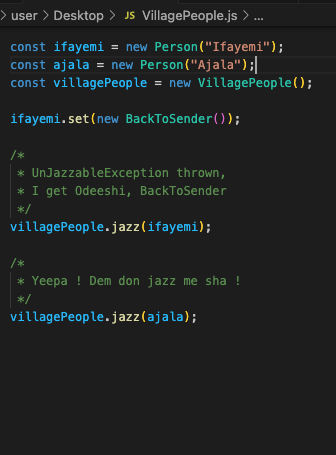 user > Desktop > JS VillagePeople.js > ...
const ifayemi = new Person("Ifayemi");
const ajala = new Person("Ajala");
const villagePeople = new VillagePeople();
ifayemi.set(new BackToSender());
/*
* UnJazzableException thrown,
* I get Odeeshi, BackToSender
*/
villagePeople.jazz(ifayemi);
/*
* Yeepa ! Dem don jazz me sha !
*/
villagePeople.jazz(ajala);